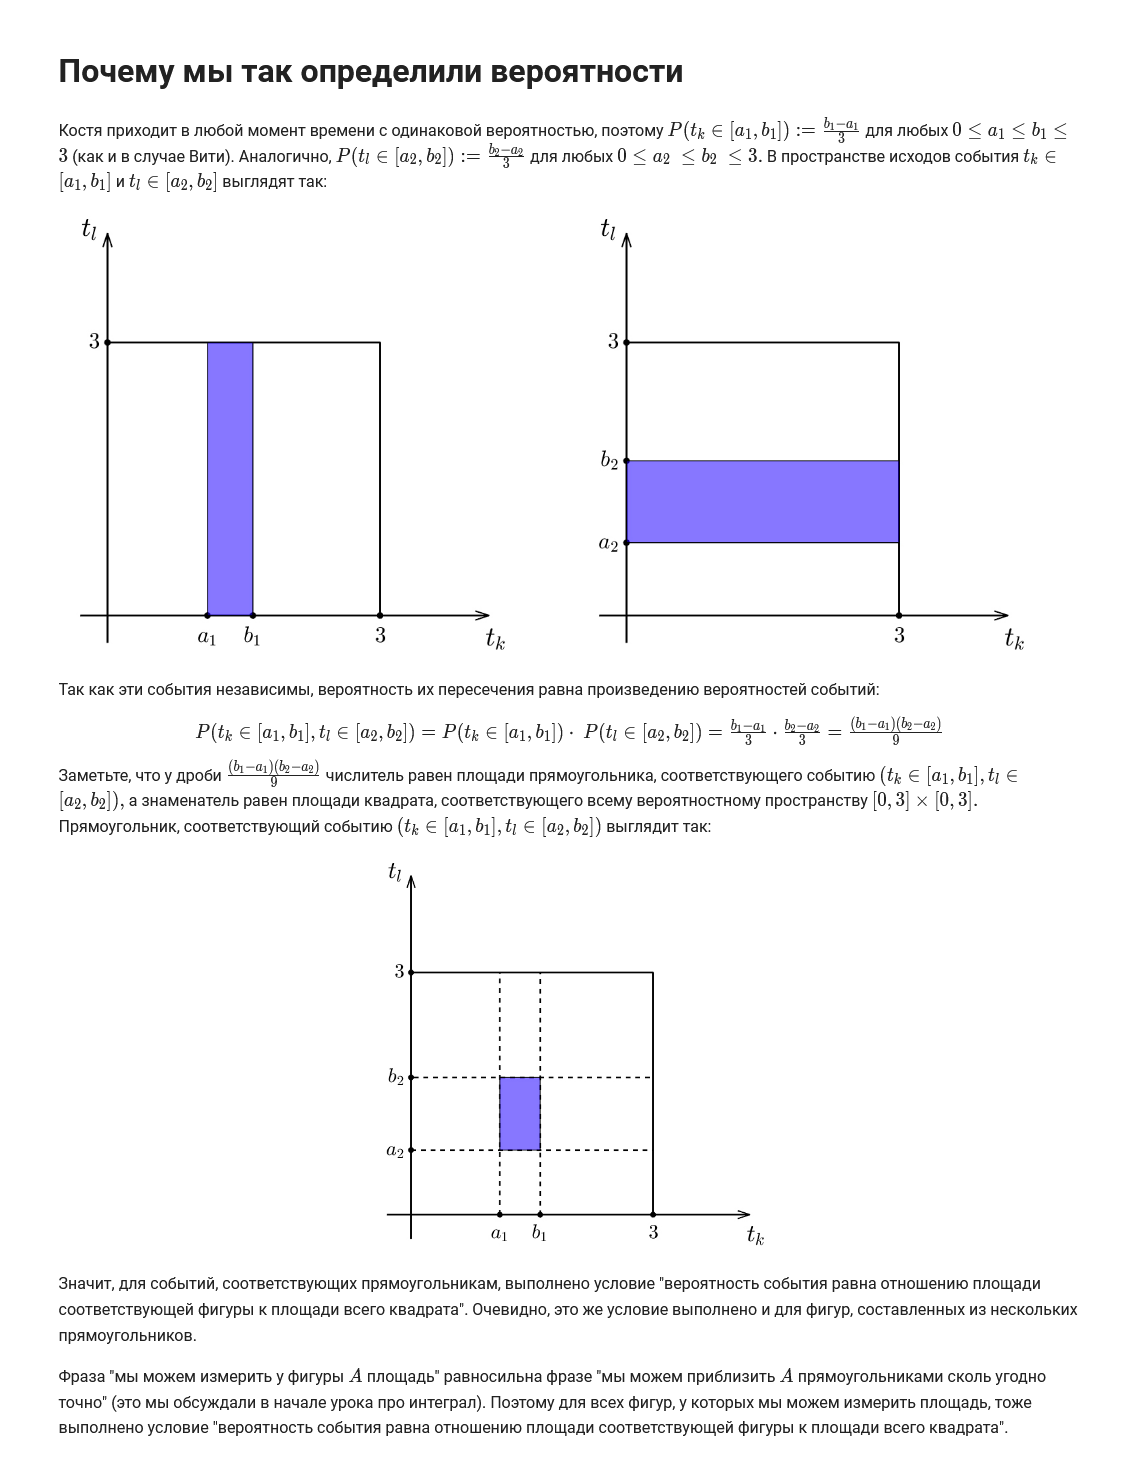 Почему мы так определили вероятности
Костя приходит в любой момент времени с одинаковой вероятностью, поэтому $P(t_k \in [a_1, b_1]) := \frac{b_1 - a_1}{3}$ для любых $0 \leq a_1 \leq b_1 \leq$
$3$ (как и в случае Вити). Аналогично, $P(t_l \in [a_2, b_2]) := \frac{b_2 - a_2}{3}$ для любых $0 \leq a_2 \leq b_2 \leq 3.$ В пространстве исходов события $t_k \in$
$[a_1, b_1]$ и $t_l \in [a_2, b_2]$ выглядят так:
$t_l$
3
$a_1$ $b_1$ 3
$t_k$
$t_l$
3
$b_2$
$a_2$
3
$t_k$
Так как эти события независимы, вероятность их пересечения равна произведению вероятностей событий:
$P(t_k \in [a_1, b_1], t_l \in [a_2, b_2]) = P(t_k \in [a_1, b_1]) \cdot P(t_l \in [a_2, b_2]) = \frac{b_1 - a_1}{3} \cdot \frac{b_2 - a_2}{3} = \frac{(b_1 - a_1)(b_2 - a_2)}{9}$
Заметьте, что у дроби $\frac{(b_1 - a_1)(b_2 - a_2)}{9}$ числитель равен площади прямоугольника, соответствующего событию $(t_k \in [a_1, b_1], t_l \in$
$[a_2, b_2]),$ а знаменатель равен площади квадрата, соответствующего всему вероятностному пространству $[0, 3] \times [0, 3].$
Прямоугольник, соответствующий событию $(t_k \in [a_1, b_1], t_l \in [a_2, b_2])$ выглядит так:
$t_l$
3
$b_2$
$a_2$
$a_1$ $b_1$ 3
$t_k$
Значит, для событий, соответствующих прямоугольникам, выполнено условие "вероятность события равна отношению площади
соответствующей фигуры к площади всего квадрата". Очевидно, это же условие выполнено и для фигур, составленных из нескольких
прямоугольников.
Фраза "мы можем измерить у фигуры $A$ площадь" равносильна фразе "мы можем приблизить $A$ прямоугольниками сколь угодно
точно" (это мы обсуждали в начале урока про интеграл). Поэтому для всех фигур, у которых мы можем измерить площадь, тоже
выполнено условие "вероятность события равна отношению площади соответствующей фигуры к площади всего квадрата".